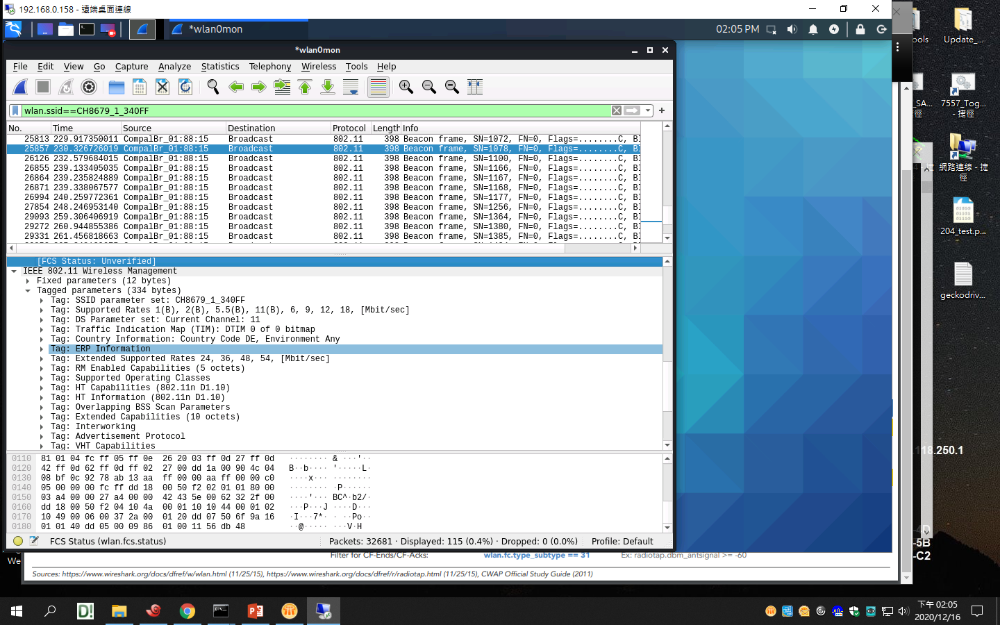 192.168.0.158 - 遠端桌面連線
*wlan0mon
02:05 PM
*wlan0mon
File Edit View Go Capture Analyze Statistics Telephony Wireless Tools Help
wlan.ssid==CH8679_1_340FF
No. Time Source Destination Protocol Length Info
25813 229.917350011 CompalBr_01:88:15 Broadcast 802.11 398 Beacon frame, SN=1072, FN=0, Flags=........C, BI
25857 230.326726019 CompalBr_01:88:15 Broadcast 802.11 398 Beacon frame, SN=1078, FN=0, Flags=........C, BI
26126 232.579684015 CompalBr_01:88:15 Broadcast 802.11 398 Beacon frame, SN=1100, FN=0, Flags=........C, BI
26855 239.133405035 CompalBr_01:88:15 Broadcast 802.11 398 Beacon frame, SN=1166, FN=0, Flags=........C, BI
26864 239.235824889 CompalBr_01:88:15 Broadcast 802.11 398 Beacon frame, SN=1167, FN=0, Flags=........C, BI
26871 239.338067577 CompalBr_01:88:15 Broadcast 802.11 398 Beacon frame, SN=1168, FN=0, Flags=........C, BI
26994 240.259772361 CompalBr_01:88:15 Broadcast 802.11 398 Beacon frame, SN=1177, FN=0, Flags=........C, BI
27854 248.246953140 CompalBr_01:88:15 Broadcast 802.11 398 Beacon frame, SN=1256, FN=0, Flags=........C, BI
29093 259.306406919 CompalBr_01:88:15 Broadcast 802.11 398 Beacon frame, SN=1364, FN=0, Flags=........C, BI
29272 260.944855386 CompalBr_01:88:15 Broadcast 802.11 398 Beacon frame, SN=1380, FN=0, Flags=........C, BI
29331 261.456818663 CompalBr_01:88:15 Broadcast 802.11 398 Beacon frame, SN=1385, FN=0, Flags=........C, BI
[FCS Status: Unverified]
IEEE 802.11 Wireless Management
Fixed parameters (12 bytes)
Tagged parameters (334 bytes)
Tag: SSID parameter set: CH8679_1_340FF
Tag: Supported Rates 1(B), 2(B), 5.5(B), 11(B), 6, 9, 12, 18, [Mbit/sec]
Tag: DS Parameter set: Current Channel: 11
Tag: Traffic Indication Map (TIM): DTIM 0 of 0 bitmap
Tag: Country Information: Country Code DE, Environment Any
Tag: ERP Information
Tag: Extended Supported Rates 24, 36, 48, 54, [Mbit/sec]
Tag: RM Enabled Capabilities (5 octets)
Tag: Supported Operating Classes
Tag: HT Capabilities (802.11n D1.10)
Tag: HT Information (802.11n D1.10)
Tag: Overlapping BSS Scan Parameters
Tag: Extended Capabilities (10 octets)
Tag: Interworking
Tag: Advertisement Protocol
Tag: VHT Capabilities
0110 81 01 04 fc ff 05 ff 0e 26 20 03 ff 0d 27 ff 0d ········ & ···'··
0120 42 ff 0d 62 ff 0d ff 02 27 00 dd 1a 00 90 4c 04 B··b···· '·····L·
0130 08 bf 0c 92 78 ab 13 aa ff 00 00 aa ff 00 00 c0 ····x··· ········
0140 05 00 00 00 fc ff dd 18 00 50 f2 02 01 01 80 00 ········ ·P······
0150 03 a4 00 00 27 a4 00 00 42 43 5e 00 62 32 2f 00 ····'··· BC^·b2/·
0160 dd 18 00 50 f2 04 10 4a 00 01 10 10 44 00 01 02 ···P···J ····D···
0170 10 49 00 06 00 37 2a 00 01 20 dd 07 50 6f 9a 16 ·I···7*· · ··Po··
0180 01 01 40 dd 05 00 09 86 01 00 11 56 db 48 ··@····· ···V·H
FCS Status (wlan.fcs.status)
Packets: 32681 · Displayed: 115 (0.4%) · Dropped: 0 (0.0%)
Profile: Default
We
Filter for CF-Ends/CF-Acks: wlan.fc.type_subtype == 31 Ex: radiotap.dbm_antsignal >= -60
Sources: https://www.wireshark.org/docs/dfref/w/wlan.html (11/25/15), https://www.wireshark.org/docs/dfref/r/radiotap.html (11/25/15), CWAP Official Study Guide (2011)
ools
Update_...
_SA...
徑
7557_Tog...
- 捷徑
網路連線 - 捷
徑
204_test.p...
geckodriv...
.118.250.1
-4D
-5B
-C2
D!
下午 02:05
2020/12/16